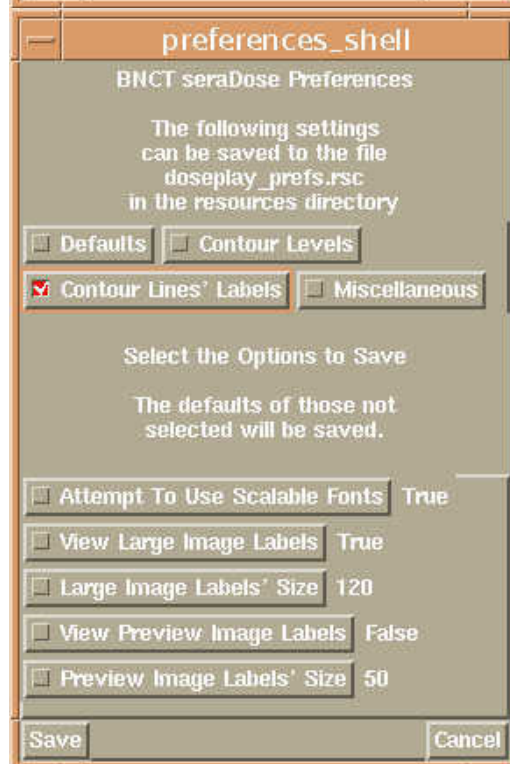 preferences_shell
BNCT seraDose Preferences
The following settings
can be saved to the file
doseplay_prefs.rsc
in the resources directory
Defaults Contour Levels
Contour Lines' Labels Miscellaneous
Select the Options to Save
The defaults of those not
selected will be saved.
Attempt To Use Scalable Fonts True
View Large Image Labels True
Large Image Labels' Size 120
View Preview Image Labels False
Preview Image Labels' Size 50
Save Cancel